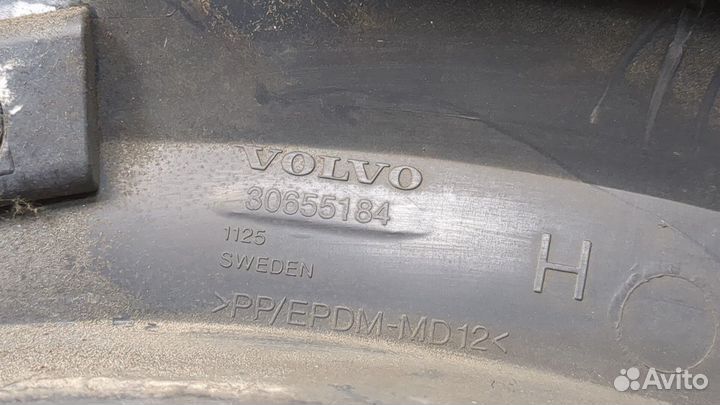 VOLVO
30655184
1125
SWEDEN
H
>PP/EPDM-MD12<
Avito